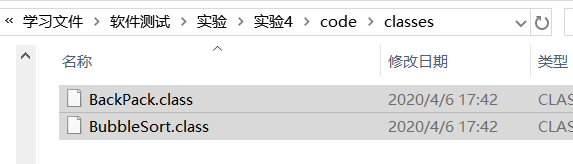 « 学习文件 › 软件测试 › 实验 › 实验4 › code › classes
名称 修改日期 类型
BackPack.class 2020/4/6 17:42 CLAS
BubbleSort.class 2020/4/6 17:42 CLAS